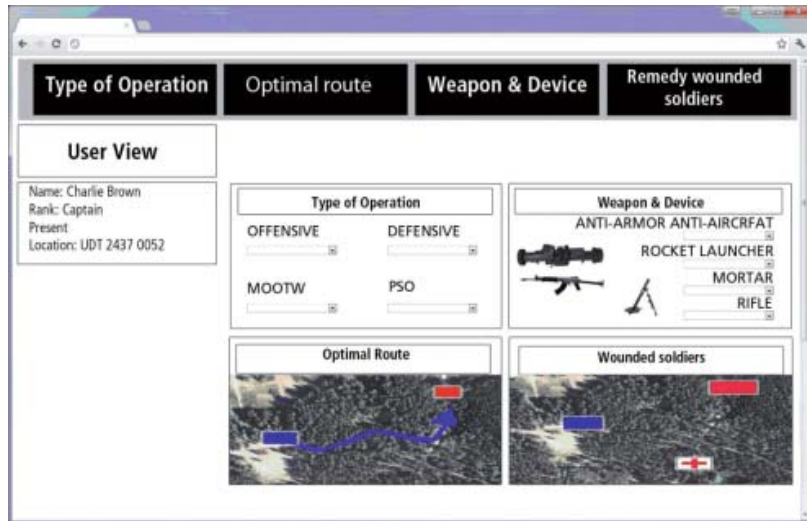 Type of Operation
Optimal route
Weapon & Device
Remedy wounded
soldiers
User View
Name: Charlie Brown
Rank: Captain
Present
Location: UDT 2437 0052
Type of Operation
OFFENSIVE
DEFENSIVE
MOOTW
PSO
Weapon & Device
ANTI-ARMOR ANTI-AIRCRFAT
ROCKET LAUNCHER
MORTAR
RIFLE
Optimal Route
Wounded soldiers